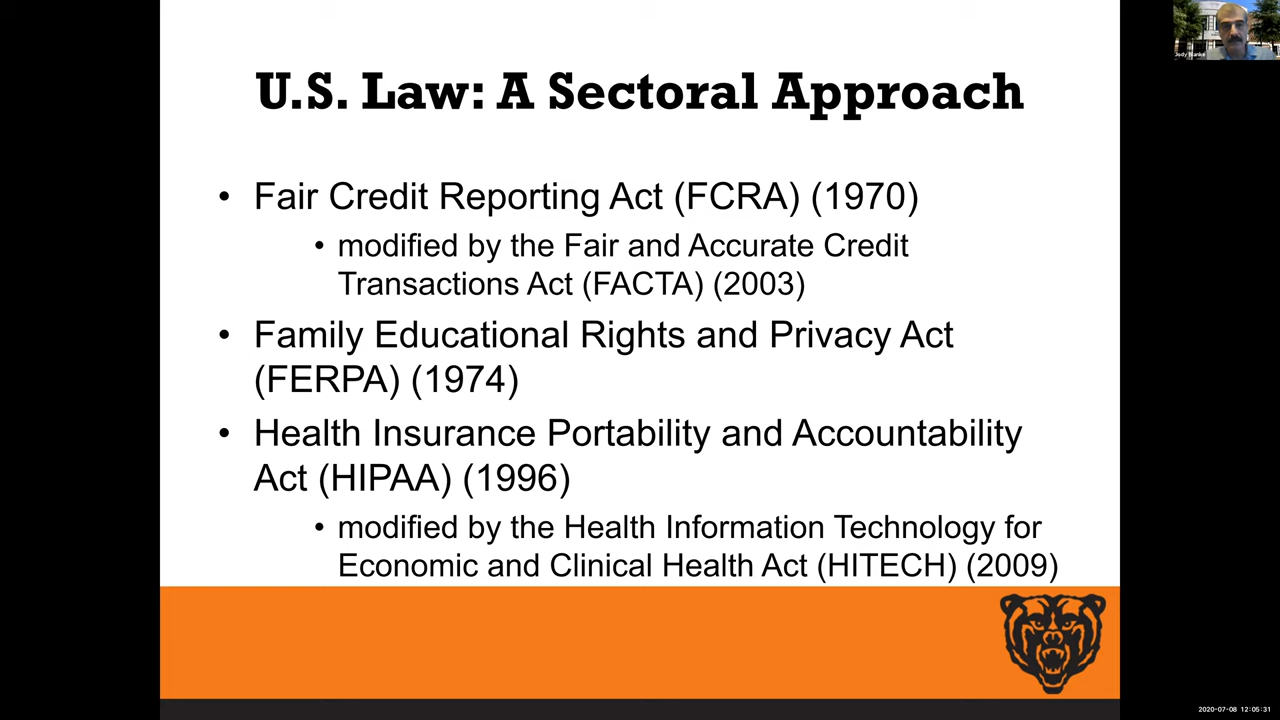 U.S. Law: A Sectoral Approach
• Fair Credit Reporting Act (FCRA) (1970)
• modified by the Fair and Accurate Credit
Transactions Act (FACTA) (2003)
• Family Educational Rights and Privacy Act
(FERPA) (1974)
• Health Insurance Portability and Accountability
Act (HIPAA) (1996)
• modified by the Health Information Technology for
Economic and Clinical Health Act (HITECH) (2009)
Jody
2020-07-08 12:05:31